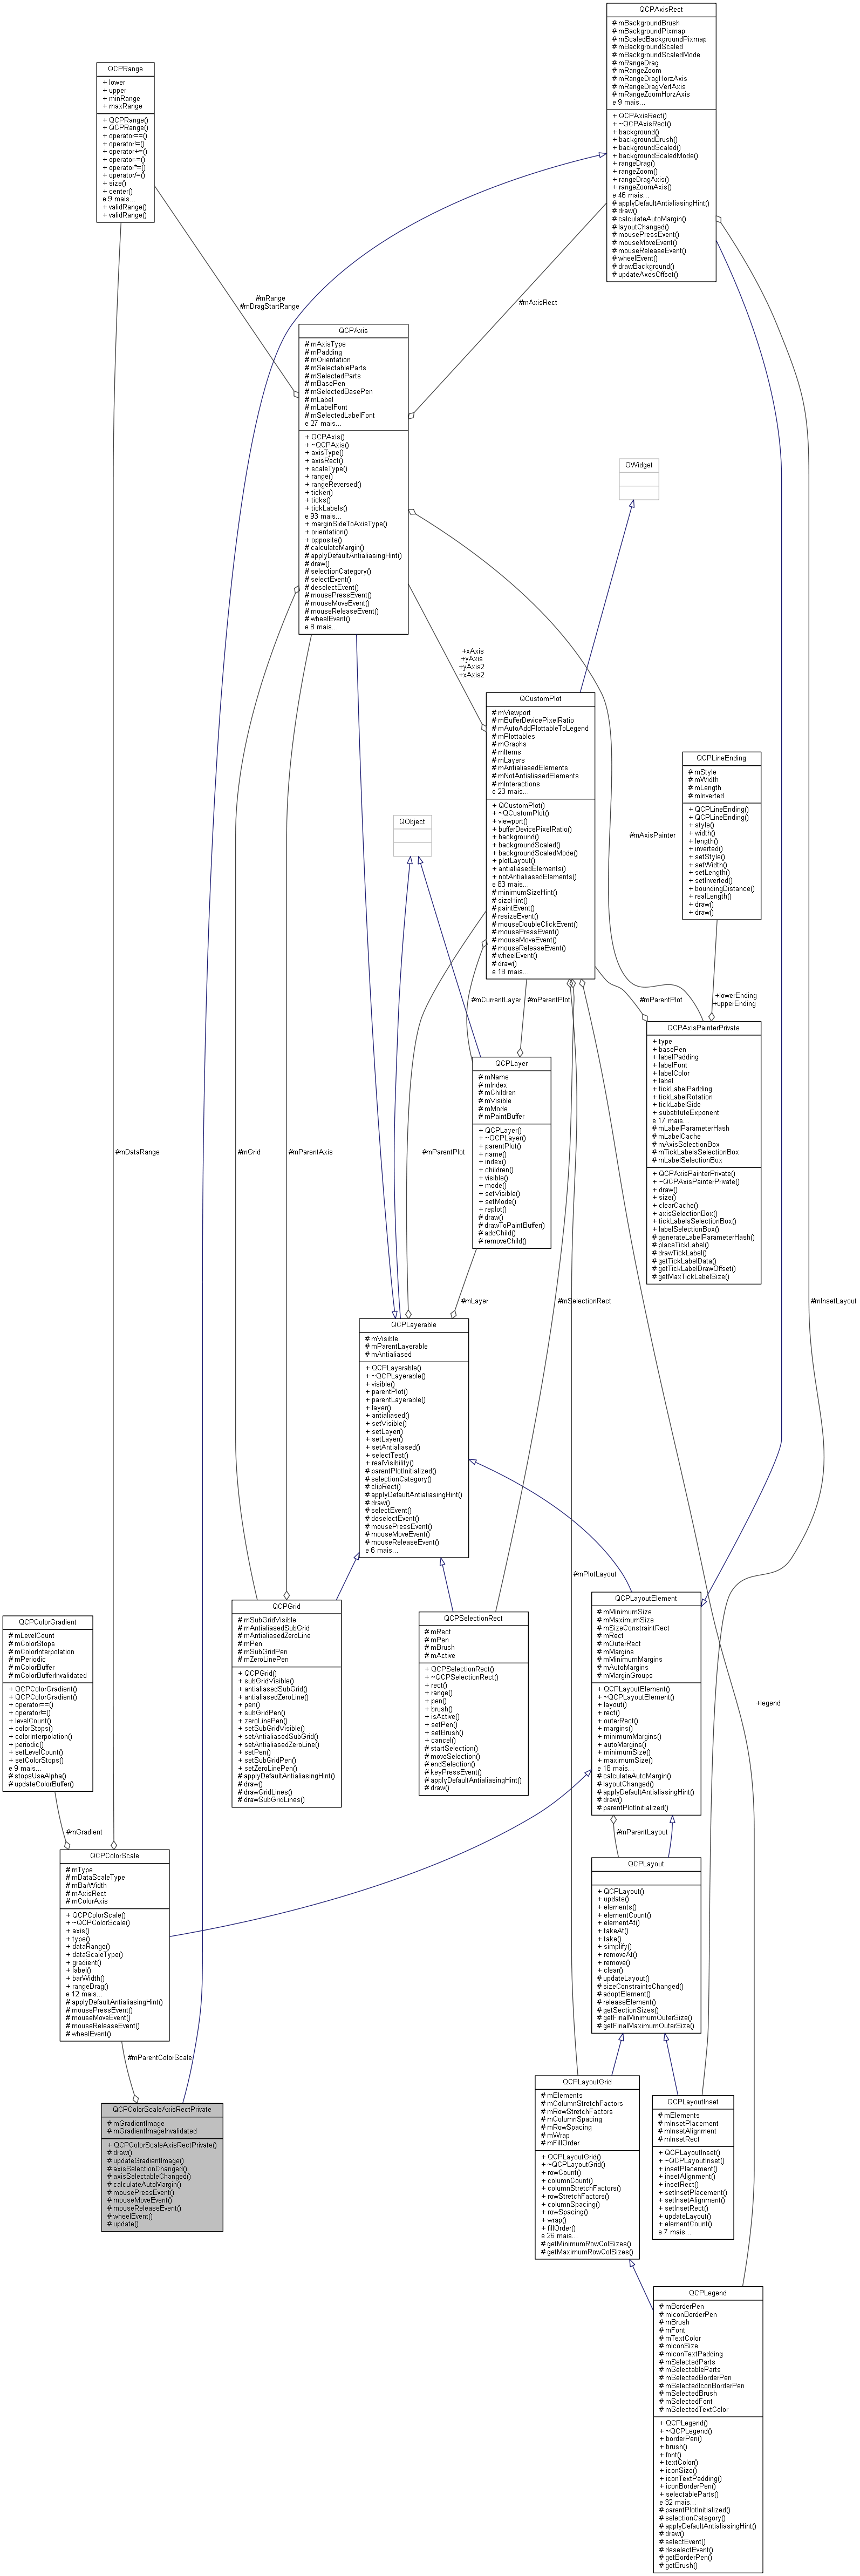 QCPAxisRect
# mBackgroundBrush
# mBackgroundPixmap
# mScaledBackgroundPixmap
# mBackgroundScaled
# mBackgroundScaledMode
# mRangeDrag
# mRangeZoom
# mRangeDragHorzAxis
# mRangeDragVertAxis
# mRangeZoomHorzAxis
e 9 mais...
+ QCPAxisRect()
+ ~QCPAxisRect()
+ background()
+ backgroundBrush()
+ backgroundScaled()
+ backgroundScaledMode()
+ rangeDrag()
+ rangeZoom()
+ rangeDragAxis()
+ rangeZoomAxis()
e 46 mais...
# applyDefaultAntialiasingHint()
# draw()
# calculateAutoMargin()
# layoutChanged()
# mousePressEvent()
# mouseMoveEvent()
# mouseReleaseEvent()
# wheelEvent()
# drawBackground()
# updateAxesOffset()
QCPRange
+ lower
+ upper
+ minRange
+ maxRange
+ QCPRange()
+ QCPRange()
+ operator==()
+ operator!=()
+ operator+=()
+ operator-=()
+ operator*=()
+ operator/=()
+ size()
+ center()
e 9 mais...
+ validRange()
+ validRange()
#mRange
#mDragStartRange
#mAxisRect
QCPAxis
# mAxisType
# mPadding
# mOrientation
# mSelectableParts
# mSelectedParts
# mBasePen
# mSelectedBasePen
# mLabel
# mLabelFont
# mSelectedLabelFont
e 27 mais...
+ QCPAxis()
+ ~QCPAxis()
+ axisType()
+ axisRect()
+ scaleType()
+ range()
+ rangeReversed()
+ ticker()
+ ticks()
+ tickLabels()
e 93 mais...
+ marginSideToAxisType()
+ orientation()
+ opposite()
# calculateMargin()
# applyDefaultAntialiasingHint()
# draw()
# selectionCategory()
# selectEvent()
# deselectEvent()
# mousePressEvent()
# mouseMoveEvent()
# mouseReleaseEvent()
# wheelEvent()
e 8 mais...
QWidget
+xAxis
+yAxis
+yAxis2
+xAxis2
QCustomPlot
# mViewport
# mBufferDevicePixelRatio
# mAutoAddPlottableToLegend
# mPlottables
# mGraphs
# mItems
# mLayers
# mAntialiasedElements
# mNotAntialiasedElements
# mInteractions
e 23 mais...
+ QCustomPlot()
+ ~QCustomPlot()
+ viewport()
+ bufferDevicePixelRatio()
+ background()
+ backgroundScaled()
+ backgroundScaledMode()
+ plotLayout()
+ antialiasedElements()
+ notAntialiasedElements()
e 83 mais...
# minimumSizeHint()
# sizeHint()
# paintEvent()
# resizeEvent()
# mouseDoubleClickEvent()
# mousePressEvent()
# mouseMoveEvent()
# mouseReleaseEvent()
# wheelEvent()
# draw()
e 18 mais...
QCPLineEnding
# mStyle
# mWidth
# mLength
# mInverted
+ QCPLineEnding()
+ QCPLineEnding()
+ style()
+ width()
+ length()
+ inverted()
+ setStyle()
+ setWidth()
+ setLength()
+ setInverted()
+ boundingDistance()
+ realLength()
+ draw()
+ draw()
QObject
#mAxisPainter
#mCurrentLayer
#mParentPlot
#mParentPlot
+lowerEnding
+upperEnding
QCPAxisPainterPrivate
+ type
+ basePen
+ labelPadding
+ labelFont
+ labelColor
+ label
+ tickLabelPadding
+ tickLabelRotation
+ tickLabelSide
+ substituteExponent
e 17 mais...
# mLabelParameterHash
# mLabelCache
# mAxisSelectionBox
# mTickLabelsSelectionBox
# mLabelSelectionBox
+ QCPAxisPainterPrivate()
+ ~QCPAxisPainterPrivate()
+ draw()
+ size()
+ clearCache()
+ axisSelectionBox()
+ tickLabelsSelectionBox()
+ labelSelectionBox()
# generateLabelParameterHash()
# placeTickLabel()
# drawTickLabel()
# getTickLabelData()
# getTickLabelDrawOffset()
# getMaxTickLabelSize()
QCPLayer
# mName
# mIndex
# mChildren
# mVisible
# mMode
# mPaintBuffer
+ QCPLayer()
+ ~QCPLayer()
+ parentPlot()
+ name()
+ index()
+ children()
+ visible()
+ mode()
+ setVisible()
+ setMode()
+ replot()
# draw()
# drawToPaintBuffer()
# addChild()
# removeChild()
#mDataRange
#mGrid
#mParentAxis
#mParentPlot
#mLayer
#mSelectionRect
#mInsetLayout
QCPLayerable
# mVisible
# mParentLayerable
# mAntialiased
+ QCPLayerable()
+ ~QCPLayerable()
+ visible()
+ parentPlot()
+ parentLayerable()
+ layer()
+ antialiased()
+ setVisible()
+ setLayer()
+ setLayer()
+ setAntialiased()
+ selectTest()
+ realVisibility()
# parentPlotInitialized()
# selectionCategory()
# clipRect()
# applyDefaultAntialiasingHint()
# draw()
# selectEvent()
# deselectEvent()
# mousePressEvent()
# mouseMoveEvent()
# mouseReleaseEvent()
e 6 mais...
#mPlotLayout
QCPColorGradient
# mLevelCount
# mColorStops
# mColorInterpolation
# mPeriodic
# mColorBuffer
# mColorBufferInvalidated
+ QCPColorGradient()
+ QCPColorGradient()
+ operator==()
+ operator!=()
+ levelCount()
+ colorStops()
+ colorInterpolation()
+ periodic()
+ setLevelCount()
+ setColorStops()
e 9 mais...
# stopsUseAlpha()
# updateColorBuffer()
QCPGrid
# mSubGridVisible
# mAntialiasedSubGrid
# mAntialiasedZeroLine
# mPen
# mSubGridPen
# mZeroLinePen
+ QCPGrid()
+ subGridVisible()
+ antialiasedSubGrid()
+ antialiasedZeroLine()
+ pen()
+ subGridPen()
+ zeroLinePen()
+ setSubGridVisible()
+ setAntialiasedSubGrid()
+ setAntialiasedZeroLine()
+ setPen()
+ setSubGridPen()
+ setZeroLinePen()
# applyDefaultAntialiasingHint()
# draw()
# drawGridLines()
# drawSubGridLines()
QCPSelectionRect
# mRect
# mPen
# mBrush
# mActive
+ QCPSelectionRect()
+ ~QCPSelectionRect()
+ rect()
+ range()
+ pen()
+ brush()
+ isActive()
+ setPen()
+ setBrush()
+ cancel()
# startSelection()
# moveSelection()
# endSelection()
# keyPressEvent()
# applyDefaultAntialiasingHint()
# draw()
QCPLayoutElement
# mMinimumSize
# mMaximumSize
# mSizeConstraintRect
# mRect
# mOuterRect
# mMargins
# mMinimumMargins
# mAutoMargins
# mMarginGroups
+ QCPLayoutElement()
+ ~QCPLayoutElement()
+ layout()
+ rect()
+ outerRect()
+ margins()
+ minimumMargins()
+ autoMargins()
+ minimumSize()
+ maximumSize()
e 18 mais...
# calculateAutoMargin()
# layoutChanged()
# applyDefaultAntialiasingHint()
# draw()
# parentPlotInitialized()
+legend
#mGradient
#mParentLayout
QCPColorScale
# mType
# mDataScaleType
# mBarWidth
# mAxisRect
# mColorAxis
+ QCPColorScale()
+ ~QCPColorScale()
+ axis()
+ type()
+ dataRange()
+ dataScaleType()
+ gradient()
+ label()
+ barWidth()
+ rangeDrag()
e 12 mais...
# applyDefaultAntialiasingHint()
# mousePressEvent()
# mouseMoveEvent()
# mouseReleaseEvent()
# wheelEvent()
QCPLayout
+ QCPLayout()
+ update()
+ elements()
+ elementCount()
+ elementAt()
+ takeAt()
+ take()
+ simplify()
+ removeAt()
+ remove()
+ clear()
# updateLayout()
# sizeConstraintsChanged()
# adoptElement()
# releaseElement()
# getSectionSizes()
# getFinalMinimumOuterSize()
# getFinalMaximumOuterSize()
#mParentColorScale
QCPColorScaleAxisRectPrivate
# mGradientImage
# mGradientImageInvalidated
+ QCPColorScaleAxisRectPrivate()
# draw()
# updateGradientImage()
# axisSelectionChanged()
# axisSelectableChanged()
# calculateAutoMargin()
# mousePressEvent()
# mouseMoveEvent()
# mouseReleaseEvent()
# wheelEvent()
# update()
QCPLayoutGrid
# mElements
# mColumnStretchFactors
# mRowStretchFactors
# mColumnSpacing
# mRowSpacing
# mWrap
# mFillOrder
+ QCPLayoutGrid()
+ ~QCPLayoutGrid()
+ rowCount()
+ columnCount()
+ columnStretchFactors()
+ rowStretchFactors()
+ columnSpacing()
+ rowSpacing()
+ wrap()
+ fillOrder()
e 26 mais...
# getMinimumRowColSizes()
# getMaximumRowColSizes()
QCPLayoutInset
# mElements
# mInsetPlacement
# mInsetAlignment
# mInsetRect
+ QCPLayoutInset()
+ ~QCPLayoutInset()
+ insetPlacement()
+ insetAlignment()
+ insetRect()
+ setInsetPlacement()
+ setInsetAlignment()
+ setInsetRect()
+ updateLayout()
+ elementCount()
e 7 mais...
QCPLegend
# mBorderPen
# mIconBorderPen
# mBrush
# mFont
# mTextColor
# mIconSize
# mIconTextPadding
# mSelectedParts
# mSelectableParts
# mSelectedBorderPen
# mSelectedIconBorderPen
# mSelectedBrush
# mSelectedFont
# mSelectedTextColor
+ QCPLegend()
+ ~QCPLegend()
+ borderPen()
+ brush()
+ font()
+ textColor()
+ iconSize()
+ iconTextPadding()
+ iconBorderPen()
+ selectableParts()
e 32 mais...
# parentPlotInitialized()
# selectionCategory()
# applyDefaultAntialiasingHint()
# draw()
# selectEvent()
# deselectEvent()
# getBorderPen()
# getBrush()